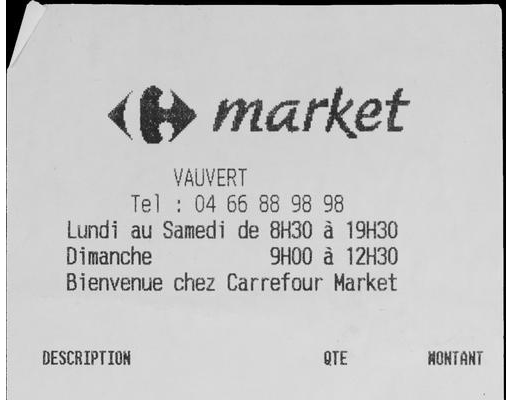 market
VAUVERT
Tel : 04 66 88 98 98
Lundi au Samedi de 8H30 à 19H30
Dimanche 9H00 à 12H30
Bienvenue chez Carrefour Market
DESCRIPTION QTE MONTANT